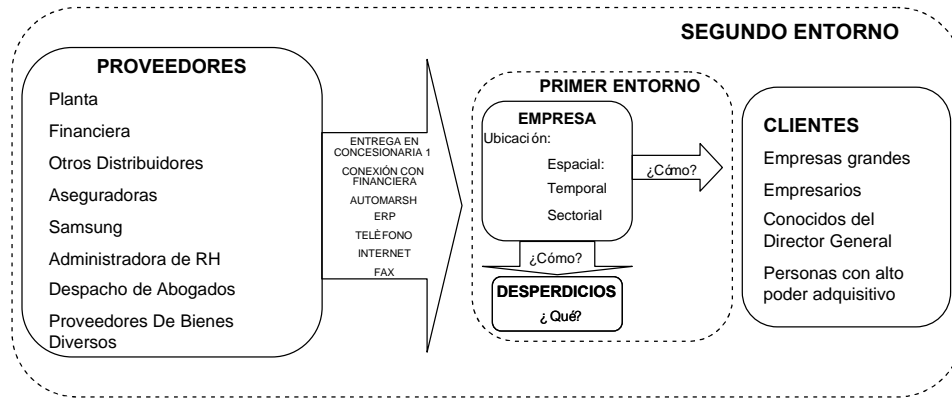 SEGUNDO ENTORNO
PROVEEDORES
Planta
Financiera
Otros Distribuidores
Aseguradoras
Samsung
Administradora de RH
Despacho de Abogados
Proveedores De Bienes
Diversos
ENTREGA EN
CONCESIONARIA 1
CONEXIÓN CON
FINANCIERA
AUTOMARSH
ERP
TELÈFONO
INTERNET
FAX
PRIMER ENTORNO
EMPRESA
Ubicación:
Espacial:
Temporal
Sectorial
¿Cómo?
¿Cómo?
DESPERDICIOS
¿Qué?
CLIENTES
Empresas grandes
Empresarios
Conocidos del
Director General
Personas con alto
poder adquisitivo